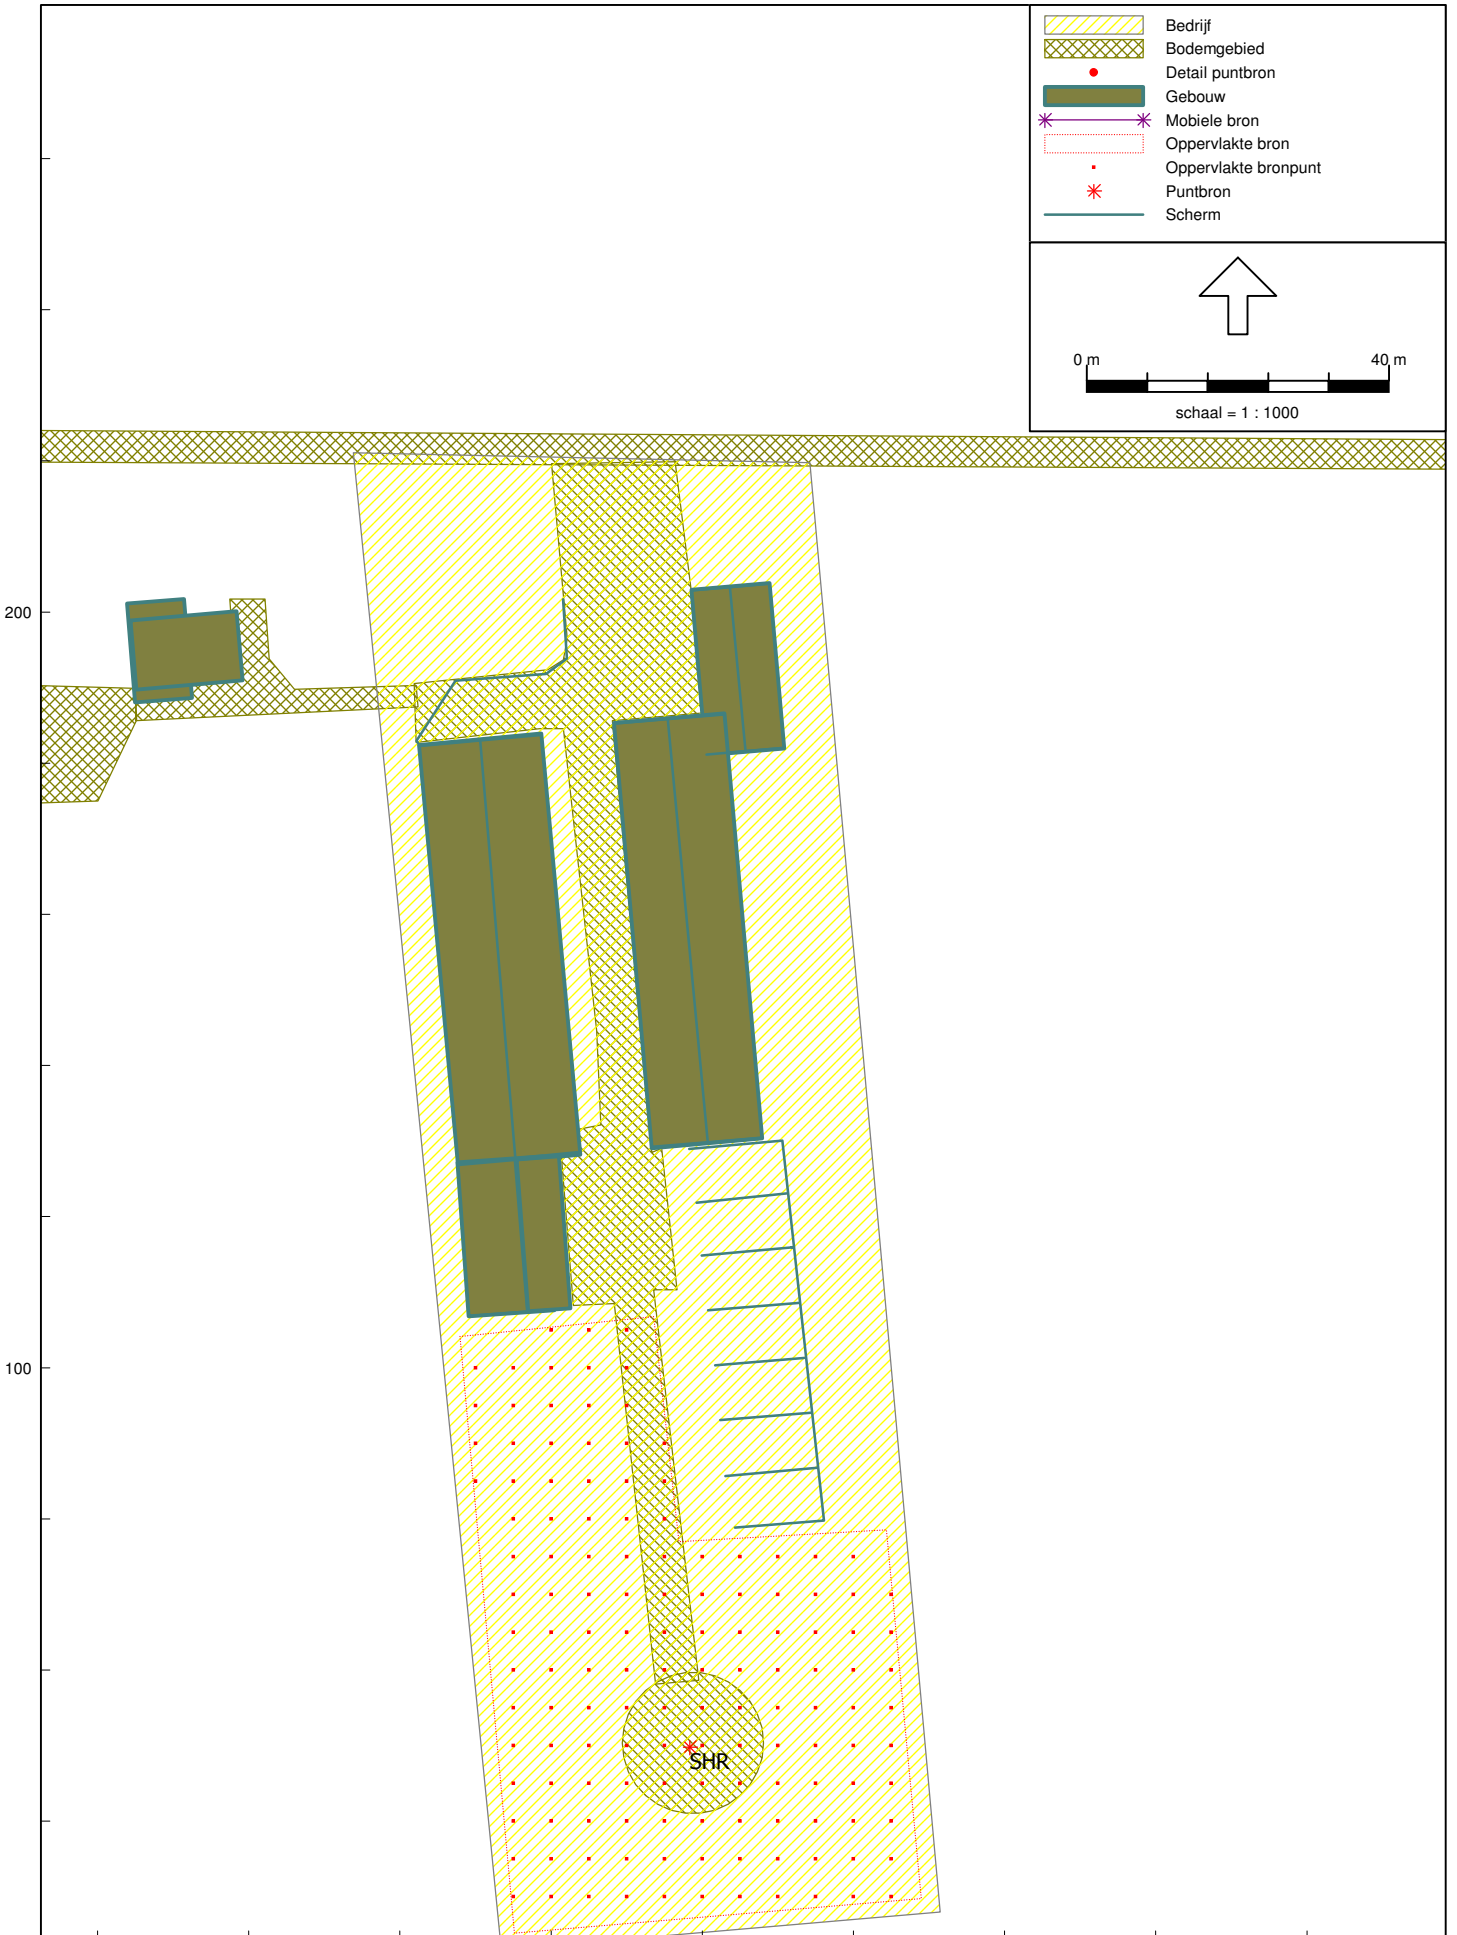 Bedrijf
Bodemgebied
Detail puntbron
Gebouw
Mobiele bron
Oppervlakte bron
Oppervlakte bronpunt
Puntbron
Scherm
0 m 40 m
schaal = 1 : 1000
200
100
SHR